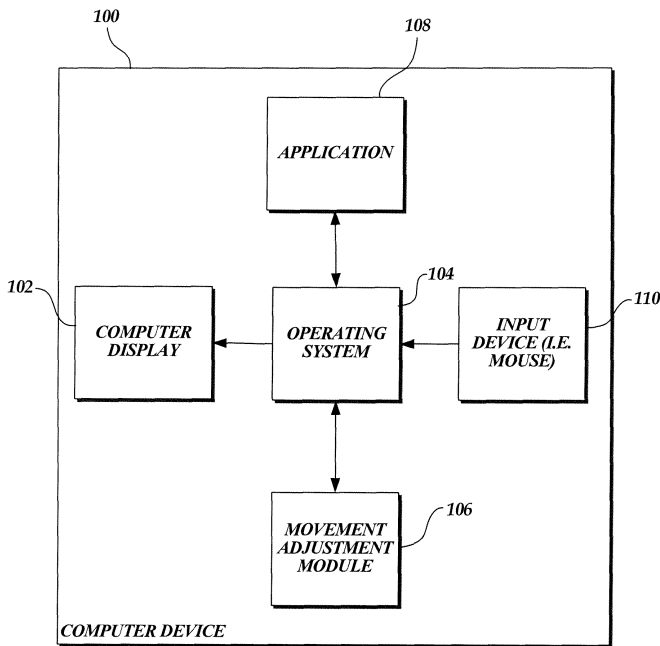 100
108
APPLICATION
102
104
110
COMPUTER
DISPLAY
OPERATING
SYSTEM
INPUT
DEVICE (I.E.
MOUSE)
106
MOVEMENT
ADJUSTMENT
MODULE
COMPUTER DEVICE